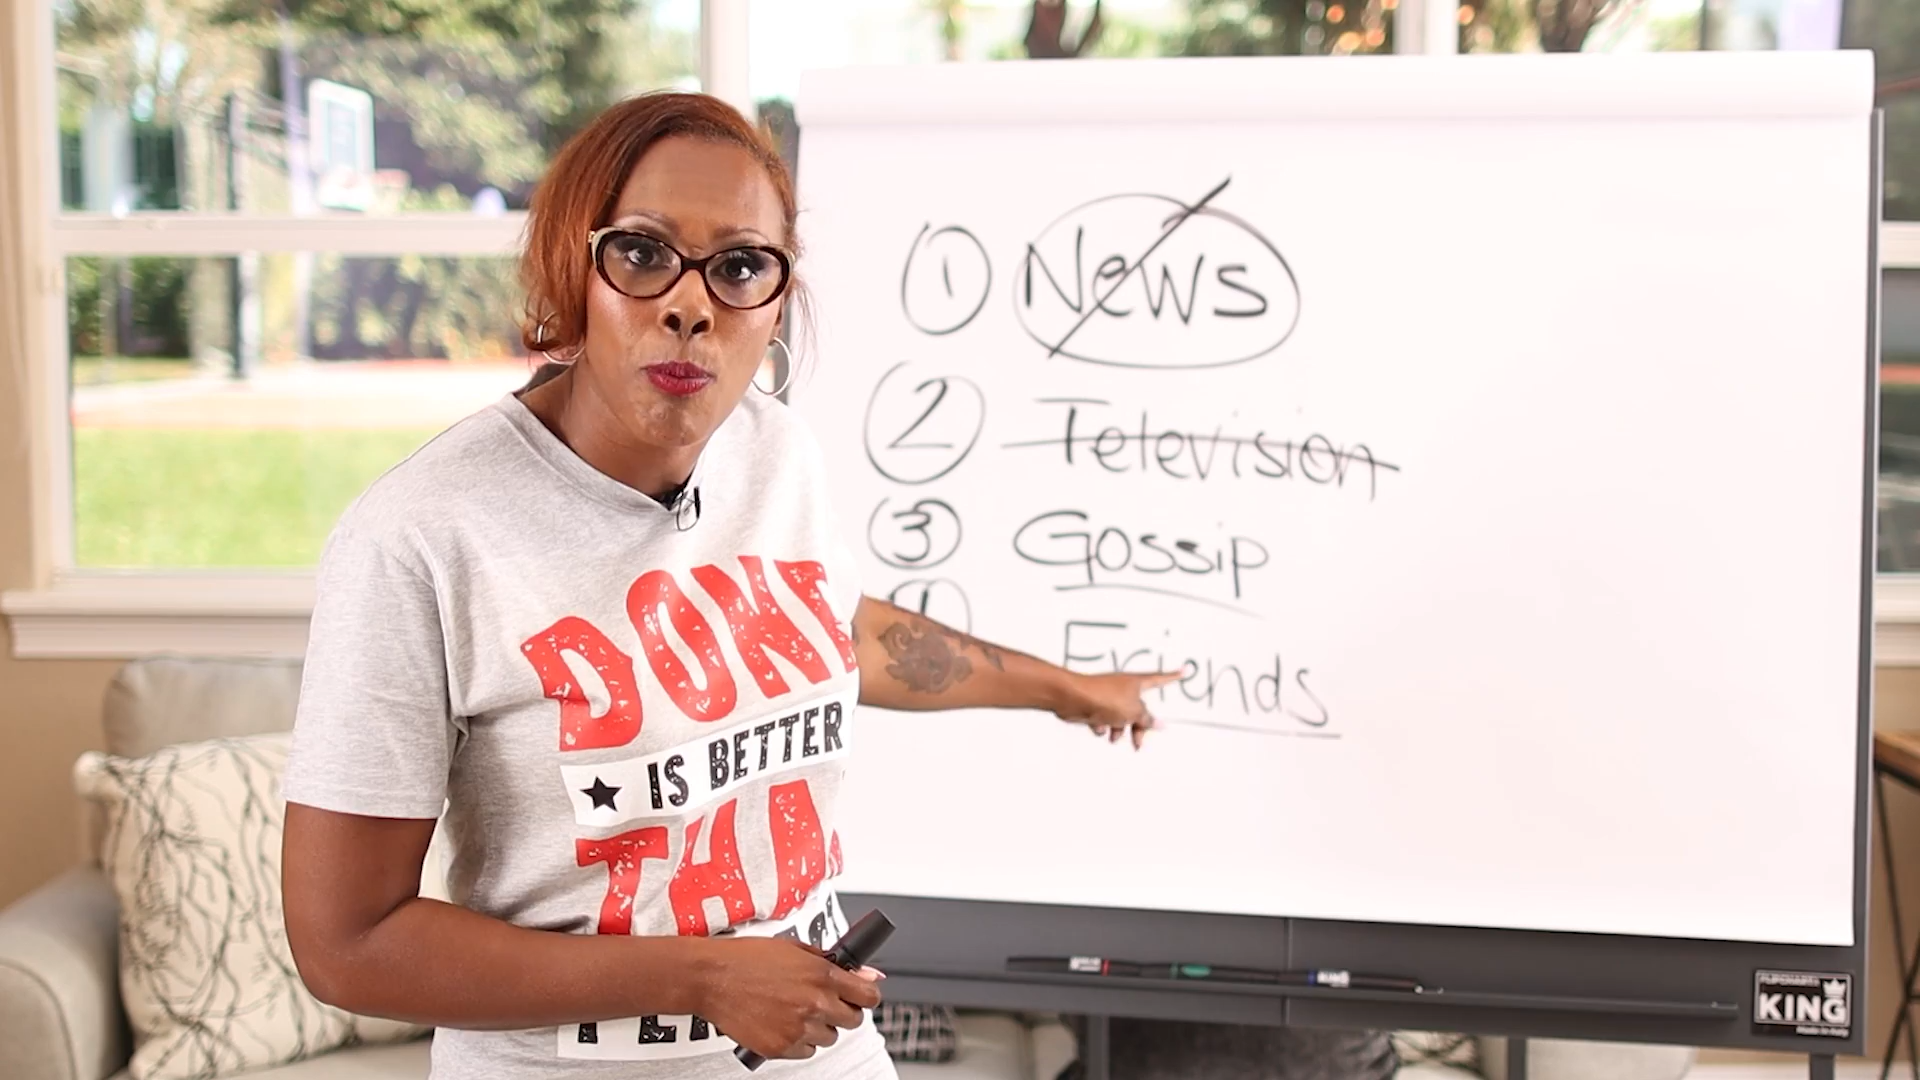 1 News
2 Television
3 Gossip
Friends
DONE
IS BETTER
THA
KING